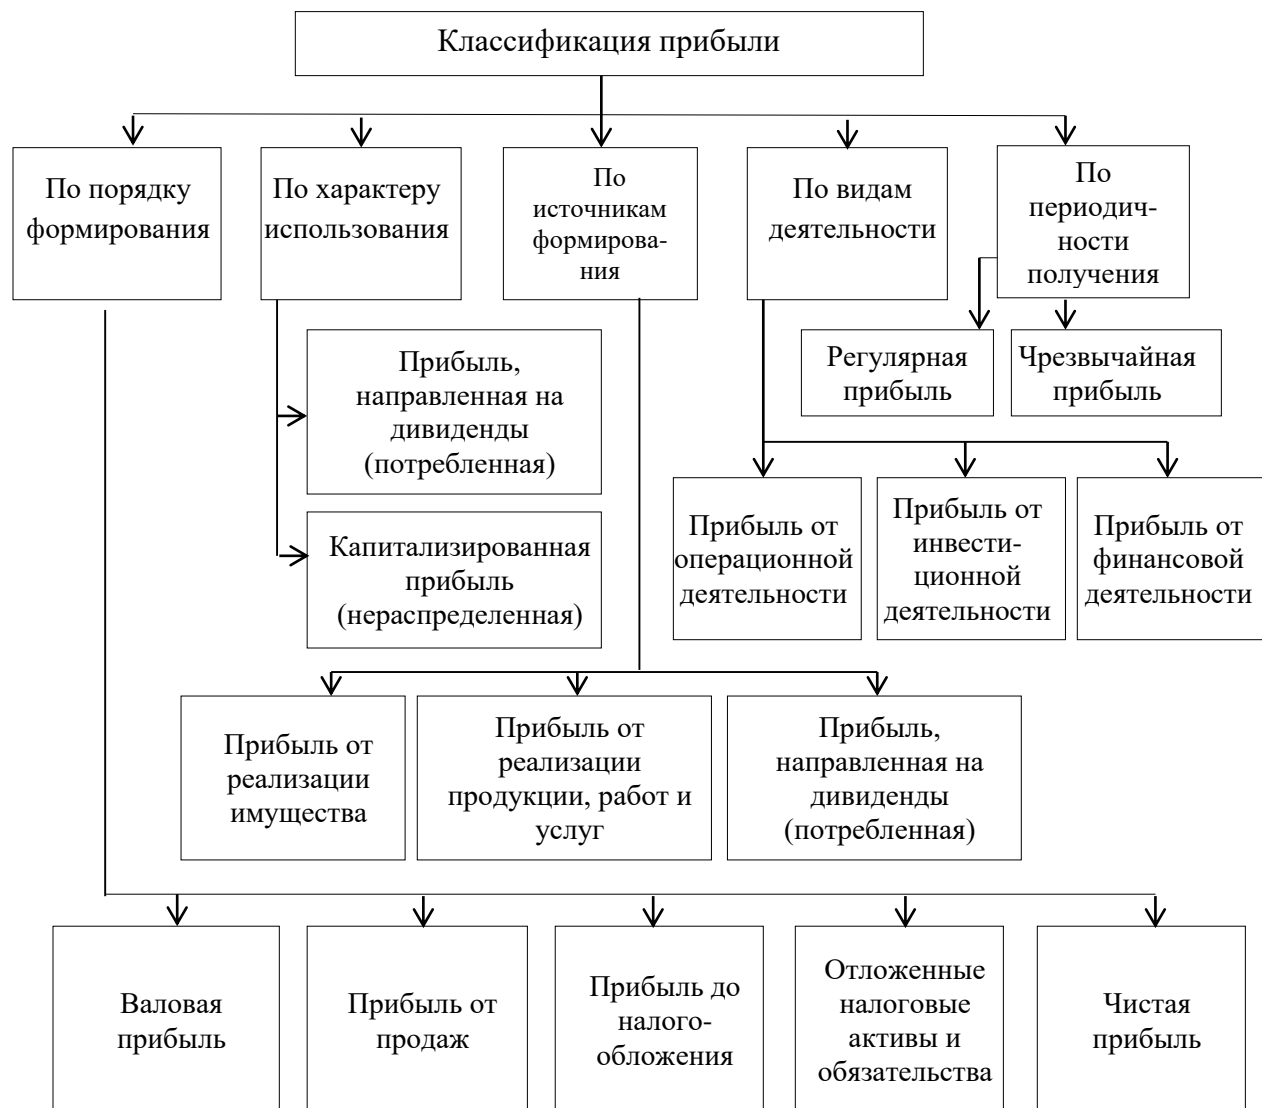 Классификация прибыли
По порядку
формирования
По характеру
использования
По
источникам
формирова-
ния
По видам
деятельности
По
периодич-
ности
получения
Регулярная
прибыль
Чрезвычайная
прибыль
Прибыль,
направленная на
дивиденды
(потребленная)
Капитализированная
прибыль
(нераспределенная)
Прибыль от
операционной
деятельности
Прибыль от
инвести-
ционной
деятельности
Прибыль от
финансовой
деятельности
Прибыль от
реализации
имущества
Прибыль от
реализации
продукции, работ и
услуг
Прибыль,
направленная на
дивиденды
(потребленная)
Валовая
прибыль
Прибыль от
продаж
Прибыль до
налого-
обложения
Отложенные
налоговые
активы и
обязательства
Чистая
прибыль